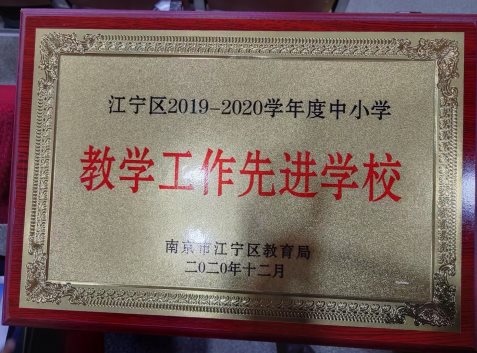 江宁区2019-2020学年度中小学
教学工作先进学校
南京市江宁区教育局
二〇二〇年十二月